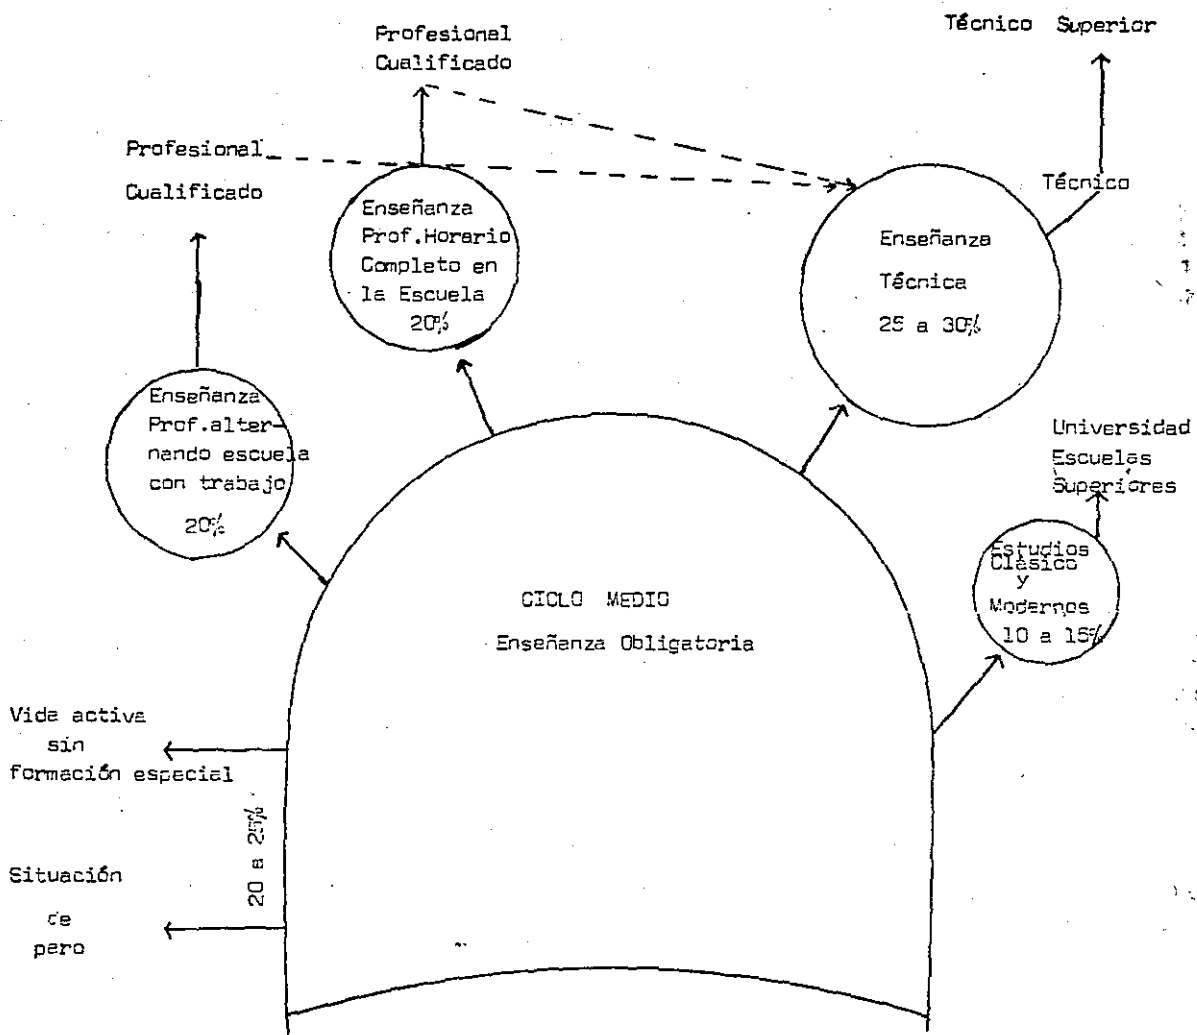 Técnico Superior
Profesional
Cualificado
Profesional
Cualificado
Técnico
Enseñanza
Prof.Horario
Completo en
la Escuela
20%
Enseñanza
Técnica
25 a 30%
Enseñanza
Prof.alter-
nando escuela
con trabajo
20%
Universidad
Escuelas
Superiores
Estudios
Clásico
y
Modernos
10 a 15%
CICLO MEDIO
Enseñanza Obligatoria
Vida activa
sin
formación especial
20 a 25%
Situación
de
paro